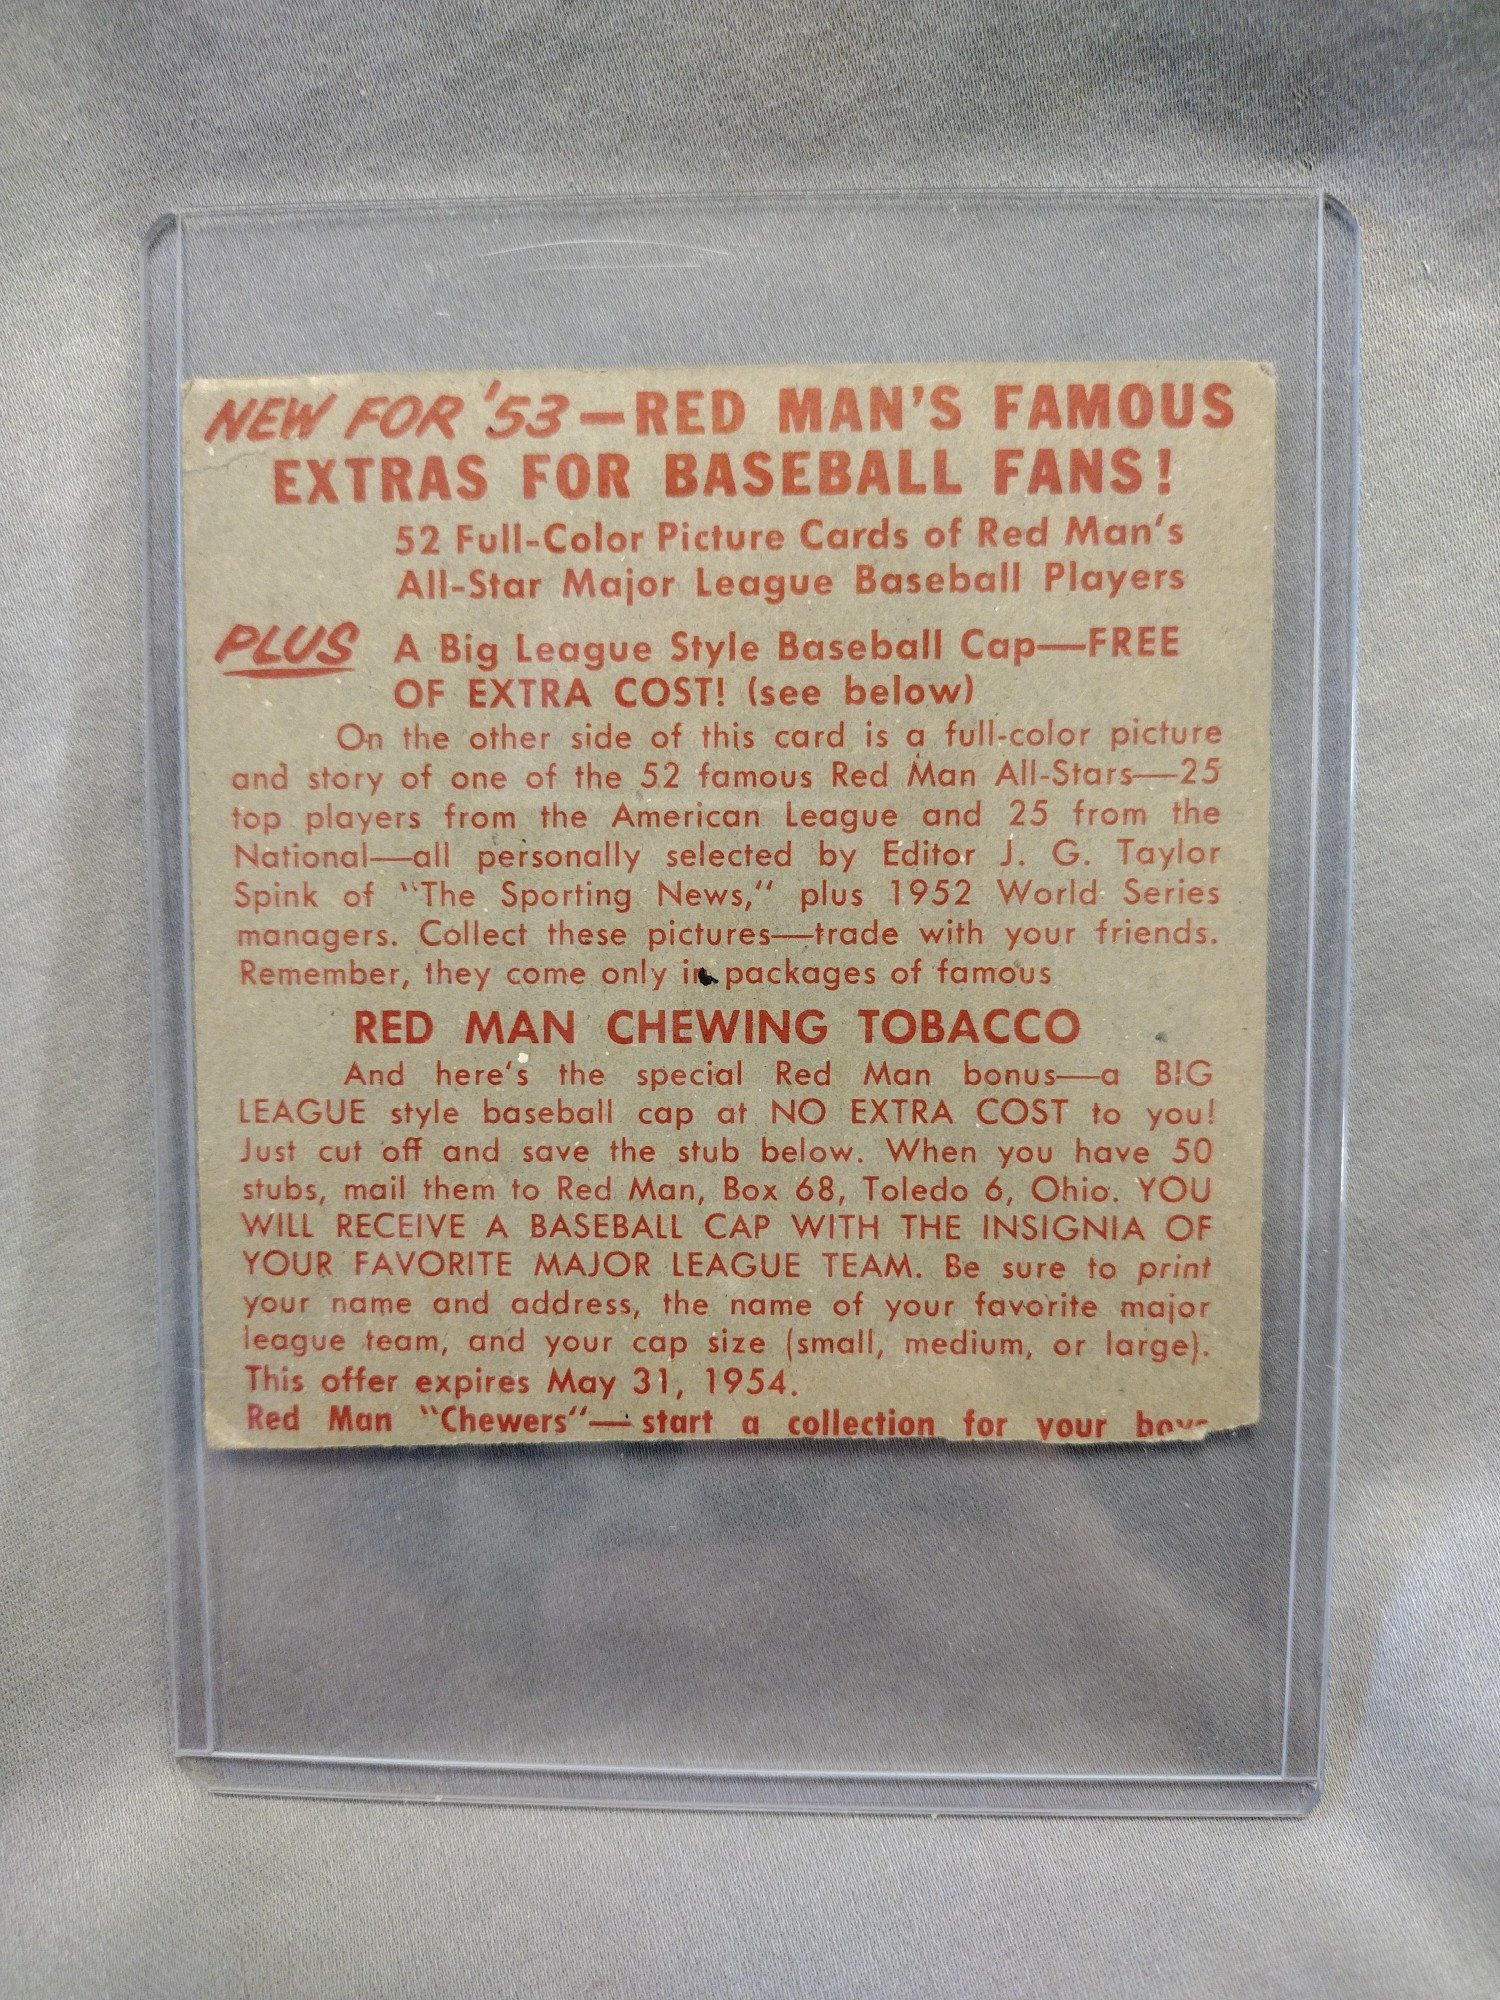 NEW FOR '53—RED MAN'S FAMOUS
EXTRAS FOR BASEBALL FANS!
52 Full-Color Picture Cards of Red Man's
All-Star Major League Baseball Players
PLUS A Big League Style Baseball Cap—FREE
OF EXTRA COST! (see below)
On the other side of this card is a full-color picture
and story of one of the 52 famous Red Man All-Stars—25
top players from the American League and 25 from the
National—all personally selected by Editor J. G. Taylor
Spink of "The Sporting News," plus 1952 World Series
managers. Collect these pictures—trade with your friends.
Remember, they come only in packages of famous
RED MAN CHEWING TOBACCO
And here's the special Red Man bonus—a BIG
LEAGUE style baseball cap at NO EXTRA COST to you!
Just cut off and save the stub below. When you have 50
stubs, mail them to Red Man, Box 68, Toledo 6, Ohio. YOU
WILL RECEIVE A BASEBALL CAP WITH THE INSIGNIA OF
YOUR FAVORITE MAJOR LEAGUE TEAM. Be sure to print
your name and address, the name of your favorite major
league team, and your cap size (small, medium, or large).
This offer expires May 31, 1954.
Red Man "Chewers"—start a collection for your boys